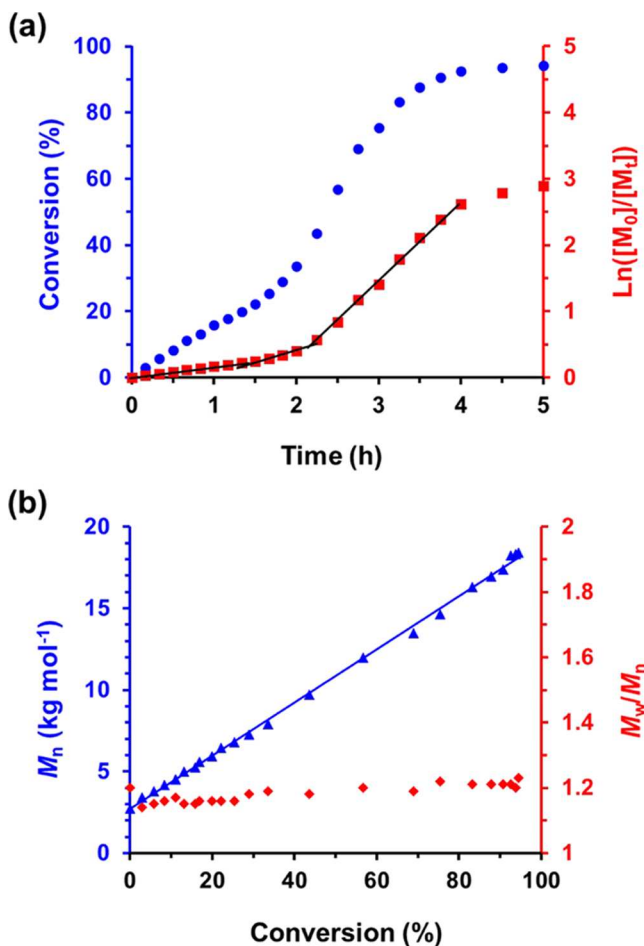 (a)
100
80
60
40
20
0
Conversion (%)
5
4
3
2
1
0
Ln([M₀]/[Mₜ])
0 1 2 3 4 5
Time (h)
(b)
20
15
10
5
0
Mₙ (kg mol⁻¹)
2
1.8
1.6
1.4
1.2
1
M_w/Mₙ
0 20 40 60 80 100
Conversion (%)